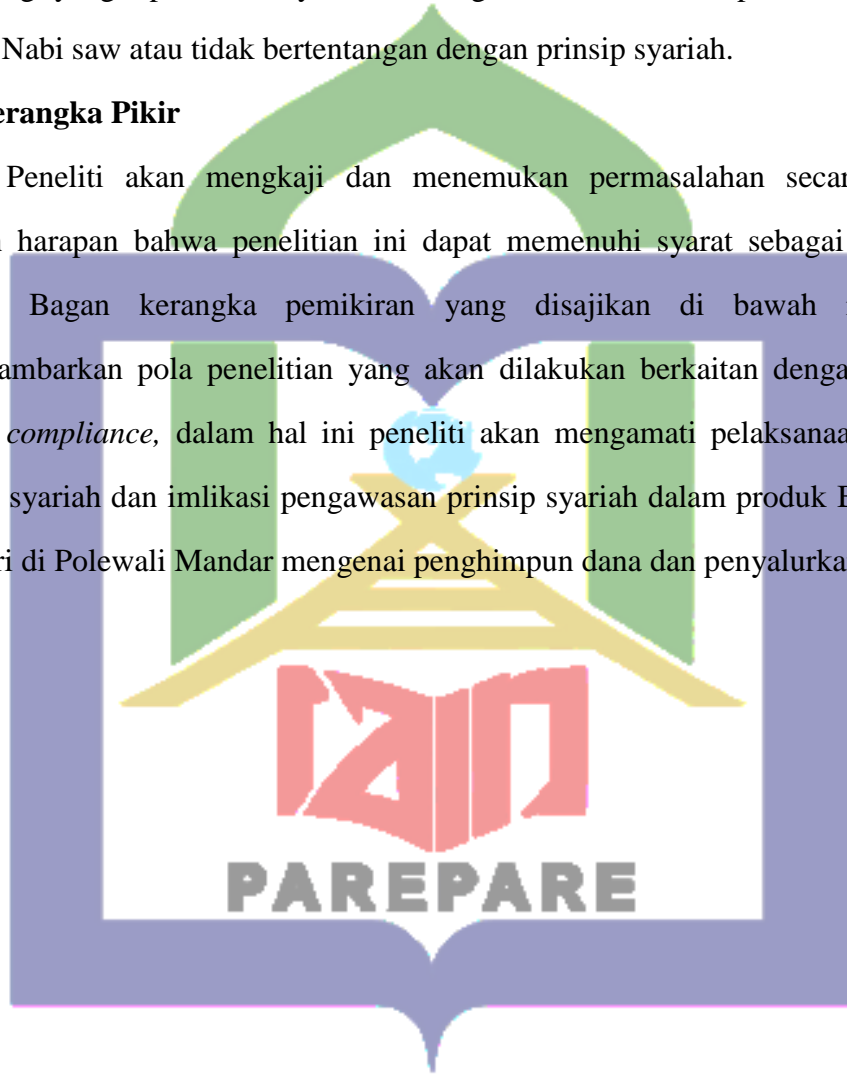 Nabi saw atau tidak bertentangan dengan prinsip syariah.
erangka Pikir
Peneliti akan mengkaji dan menemukan permasalahan secar
harapan bahwa penelitian ini dapat memenuhi syarat sebagai
Bagan kerangka pemikiran yang disajikan di bawah
ambarkan pola penelitian yang akan dilakukan berkaitan denga
compliance, dalam hal ini peneliti akan mengamati pelaksanaa
syariah dan imlikasi pengawasan prinsip syariah dalam produk B
ri di Polewali Mandar mengenai penghimpun dana dan penyalurka
iain
PAREPARE